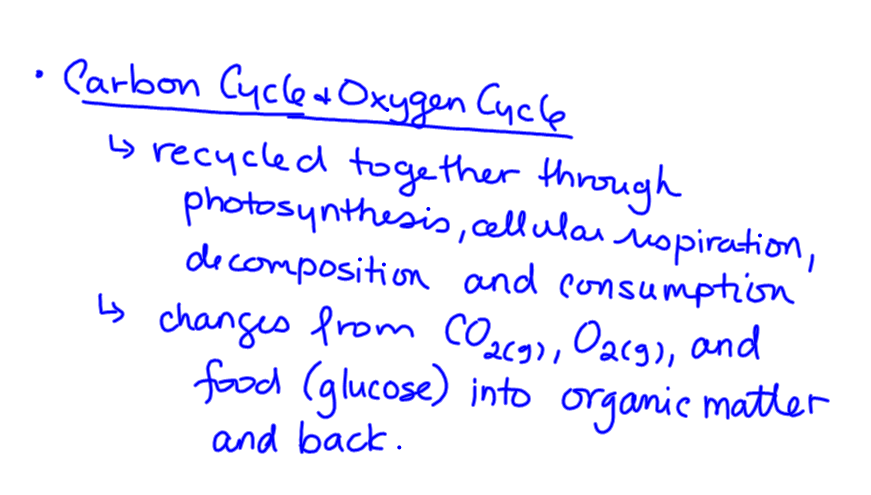 • Carbon Cycle + Oxygen Cycle
↳ recycled together through
photosynthesis, cellular respiration,
decomposition and consumption
↳ changes from CO₂(g), O₂(g), and
food (glucose) into organic matter
and back.